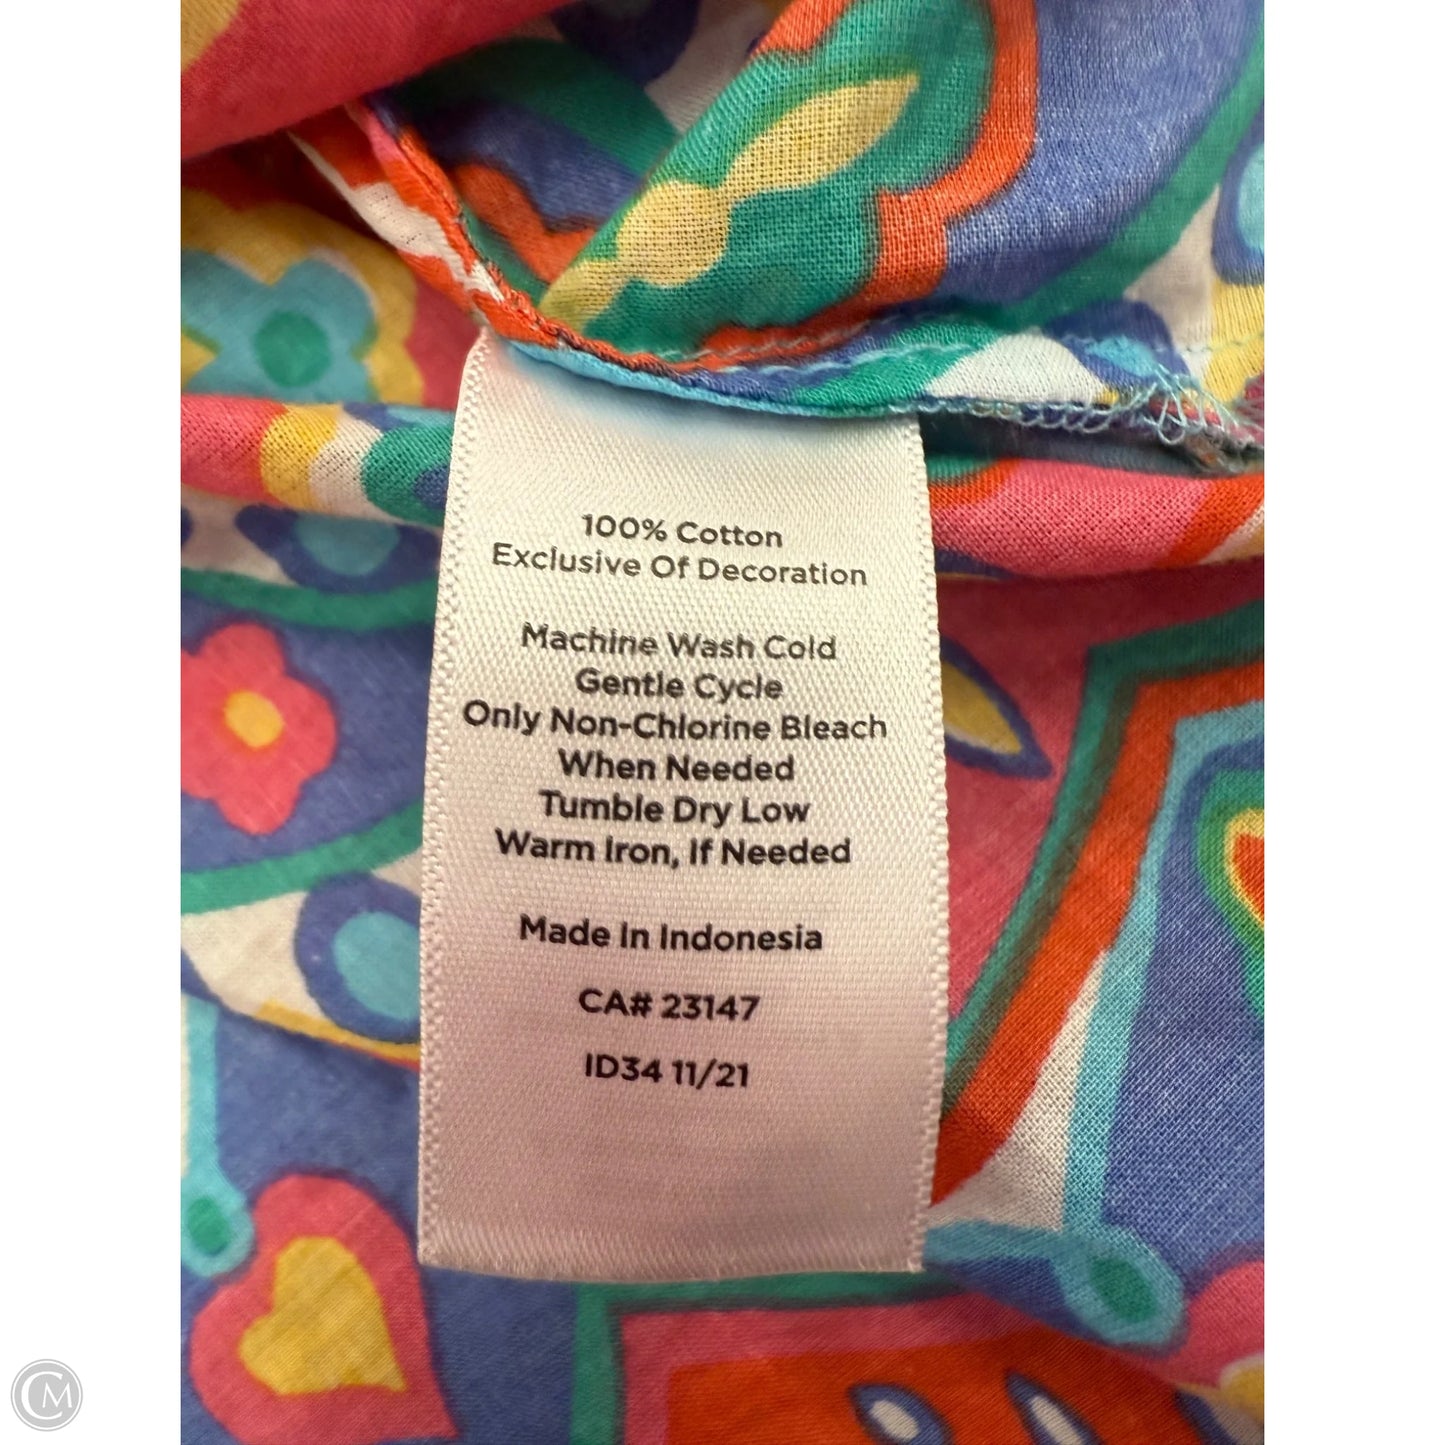 100% Cotton
Exclusive Of Decoration
Machine Wash Cold
Gentle Cycle
Only Non-Chlorine Bleach
When Needed
Tumble Dry Low
Warm Iron, If Needed
Made In Indonesia
CA# 23147
ID34 11/21
CM